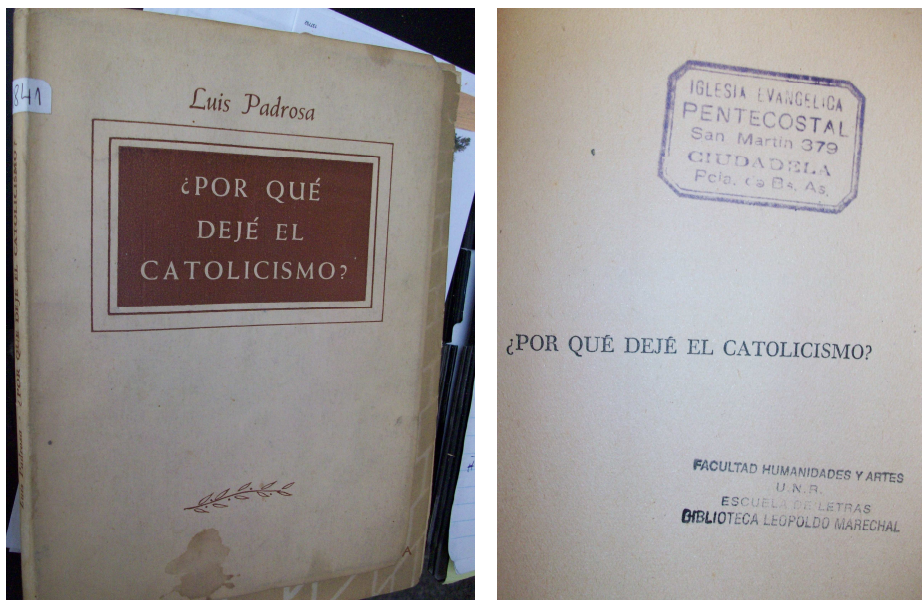 841
Luis Padrosa
¿POR QUÉ
DEJÉ EL
CATOLICISMO?
¿POR QUÉ DEJÉ EL CATOLICISMO?
A
IGLESIA EVANGELICA
PENTECOSTAL
San Martin 379
CIUDADELA
Pcia. de Bs. As.
¿POR QUÉ DEJÉ EL CATOLICISMO?
FACULTAD HUMANIDADES Y ARTES
U.N.R.
ESCUELA DE LETRAS
BIBLIOTECA LEOPOLDO MARECHAL